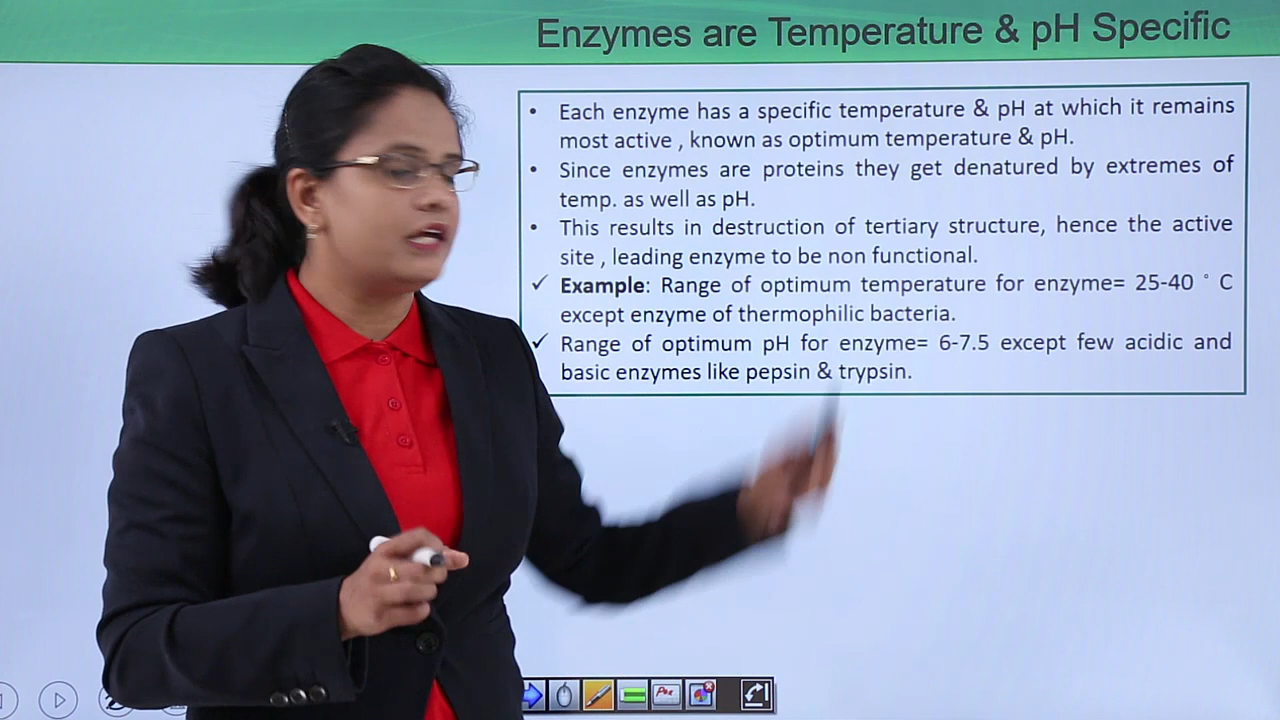 Enzymes are Temperature & pH Specific
• Each enzyme has a specific temperature & pH at which it remains
most active , known as optimum temperature & pH.
• Since enzymes are proteins they get denatured by extremes of
temp. as well as pH.
• This results in destruction of tertiary structure, hence the active
site , leading enzyme to be non functional.
✓ Example: Range of optimum temperature for enzyme= 25-40 ˚ C
except enzyme of thermophilic bacteria.
✓ Range of optimum pH for enzyme= 6-7.5 except few acidic and
basic enzymes like pepsin & trypsin.